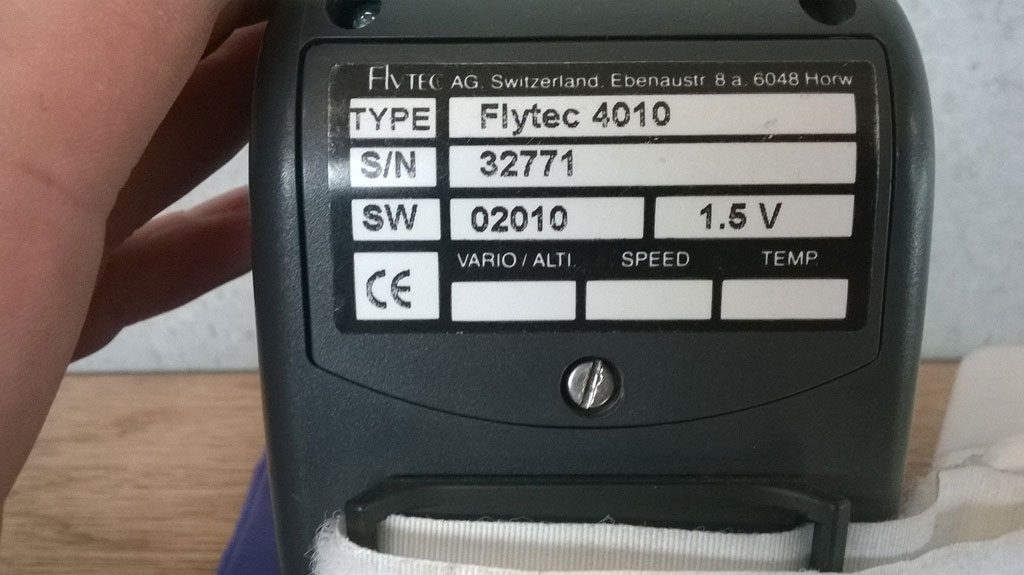 FLYTEC AG. Switzerland. Ebenaustr 8 a. 6048 Horw
TYPE Flytec 4010
S/N 32771
SW 02010 1.5 V
VARIO / ALTI. SPEED TEMP
CE